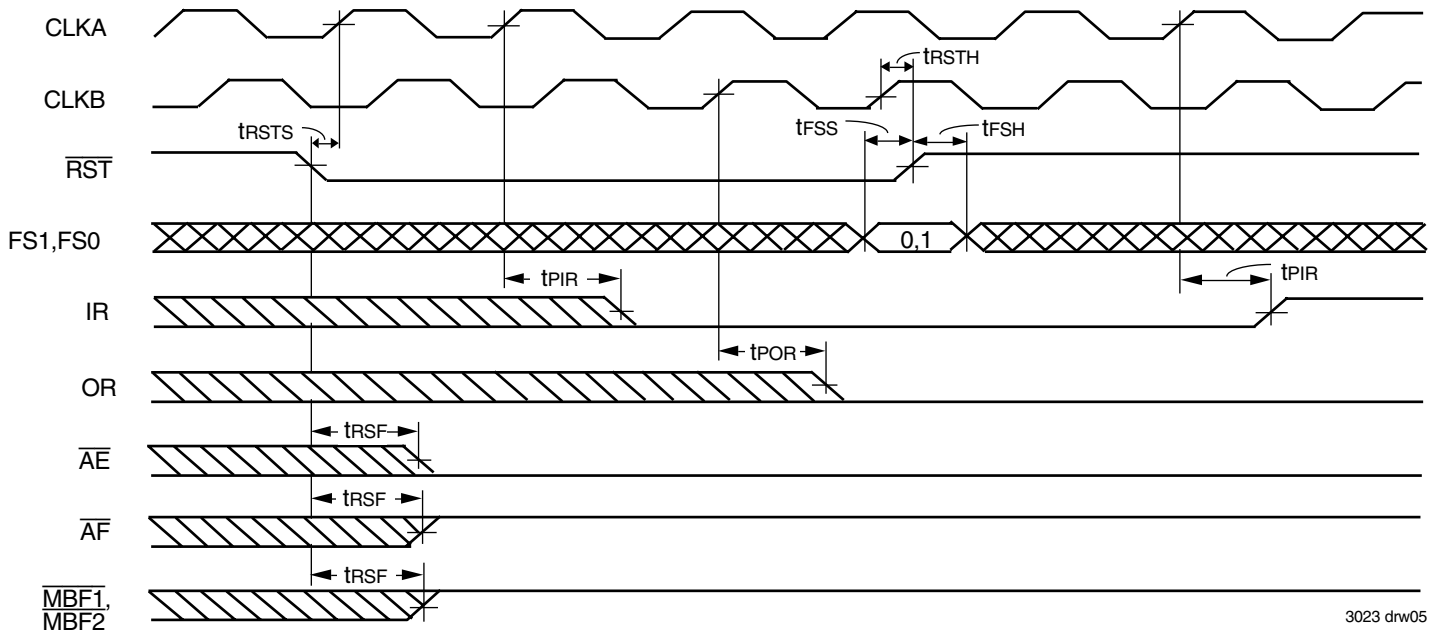 CLKA
tRSTH
CLKB
tRSTS
tFSS
tFSH
RST
FS1,FS0
0,1
tPIR
tPIR
IR
tPOR
OR
tRSF
AE
tRSF
AF
tRSF
MBF1,
MBF2
3023 drw05